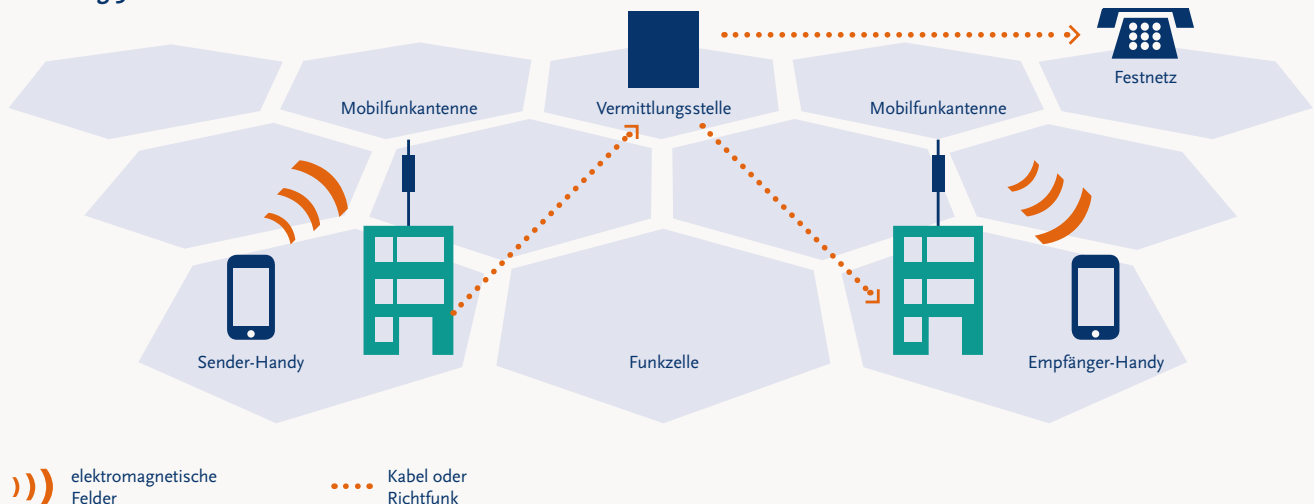 Festnetz
Mobilfunkantenne
Vermittlungsstelle
Mobilfunkantenne
Sender-Handy
Funkzelle
Empfänger-Handy
elektromagnetische
Felder
Kabel oder
Richtfunk